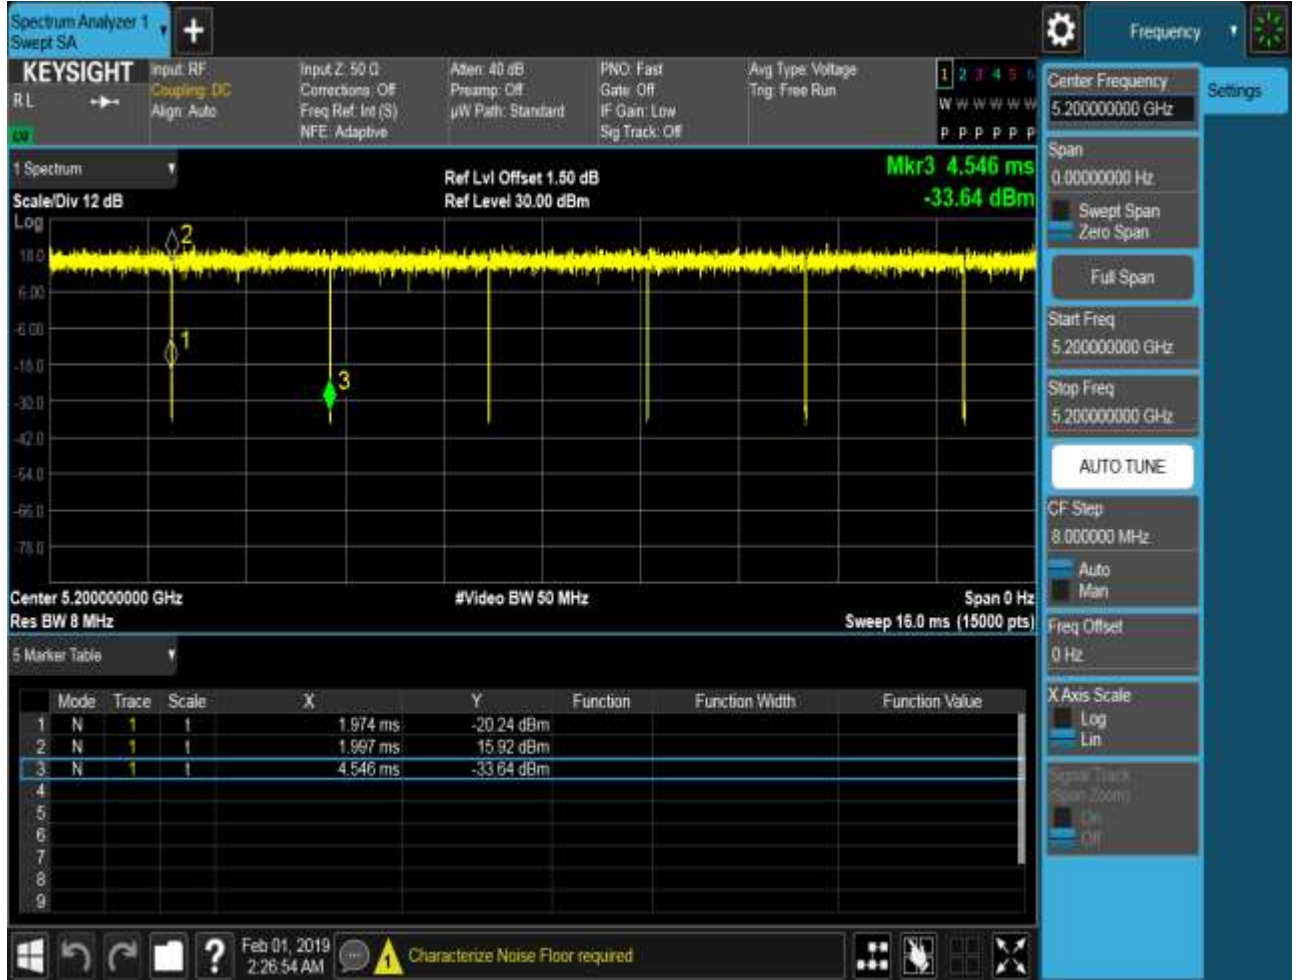 Spectrum Analyzer 1
Swept SA
Frequency
KEYSIGHT
RL
Input: RF
Coupling: DC
Align: Auto
Input Z: 50 Ω
Corrections: Off
Freq Ref: Int (S)
NFE: Adaptive
Atten: 40 dB
Preamp: Off
µW Path: Standard
PNO: Fast
Gate: Off
IF Gain: Low
Sig Track: Off
Avg Type: Voltage
Trig: Free Run
1 2 3 4 5 6
W W W W W W
P P P P P P
Center Frequency
5.200000000 GHz
Settings
Span
0.00000000 Hz
Swept Span
Zero Span
Full Span
Start Freq
5.200000000 GHz
Stop Freq
5.200000000 GHz
AUTO TUNE
CF Step
8.000000 MHz
Auto
Man
Freq Offset
0 Hz
X Axis Scale
Log
Lin
Signal Track
(Span Zoom)
On
Off
1 Spectrum
Scale/Div 12 dB
Log
Ref Lvl Offset 1.50 dB
Ref Level 30.00 dBm
Mkr3 4.546 ms
-33.64 dBm
18.0
6.00
-6.00
-18.0
-30.0
-42.0
-54.0
-66.0
-78.0
2
1
3
Center 5.200000000 GHz
#Video BW 50 MHz
Span 0 Hz
Res BW 8 MHz
Sweep 16.0 ms (15000 pts)
5 Marker Table
Mode Trace Scale X Y Function Function Width Function Value
1 N 1 t 1.974 ms -20.24 dBm
2 N 1 t 1.997 ms 15.92 dBm
3 N 1 t 4.546 ms -33.64 dBm
4
5
6
7
8
9
?
Feb 01, 2019
2:26:54 AM
1
Characterize Noise Floor required